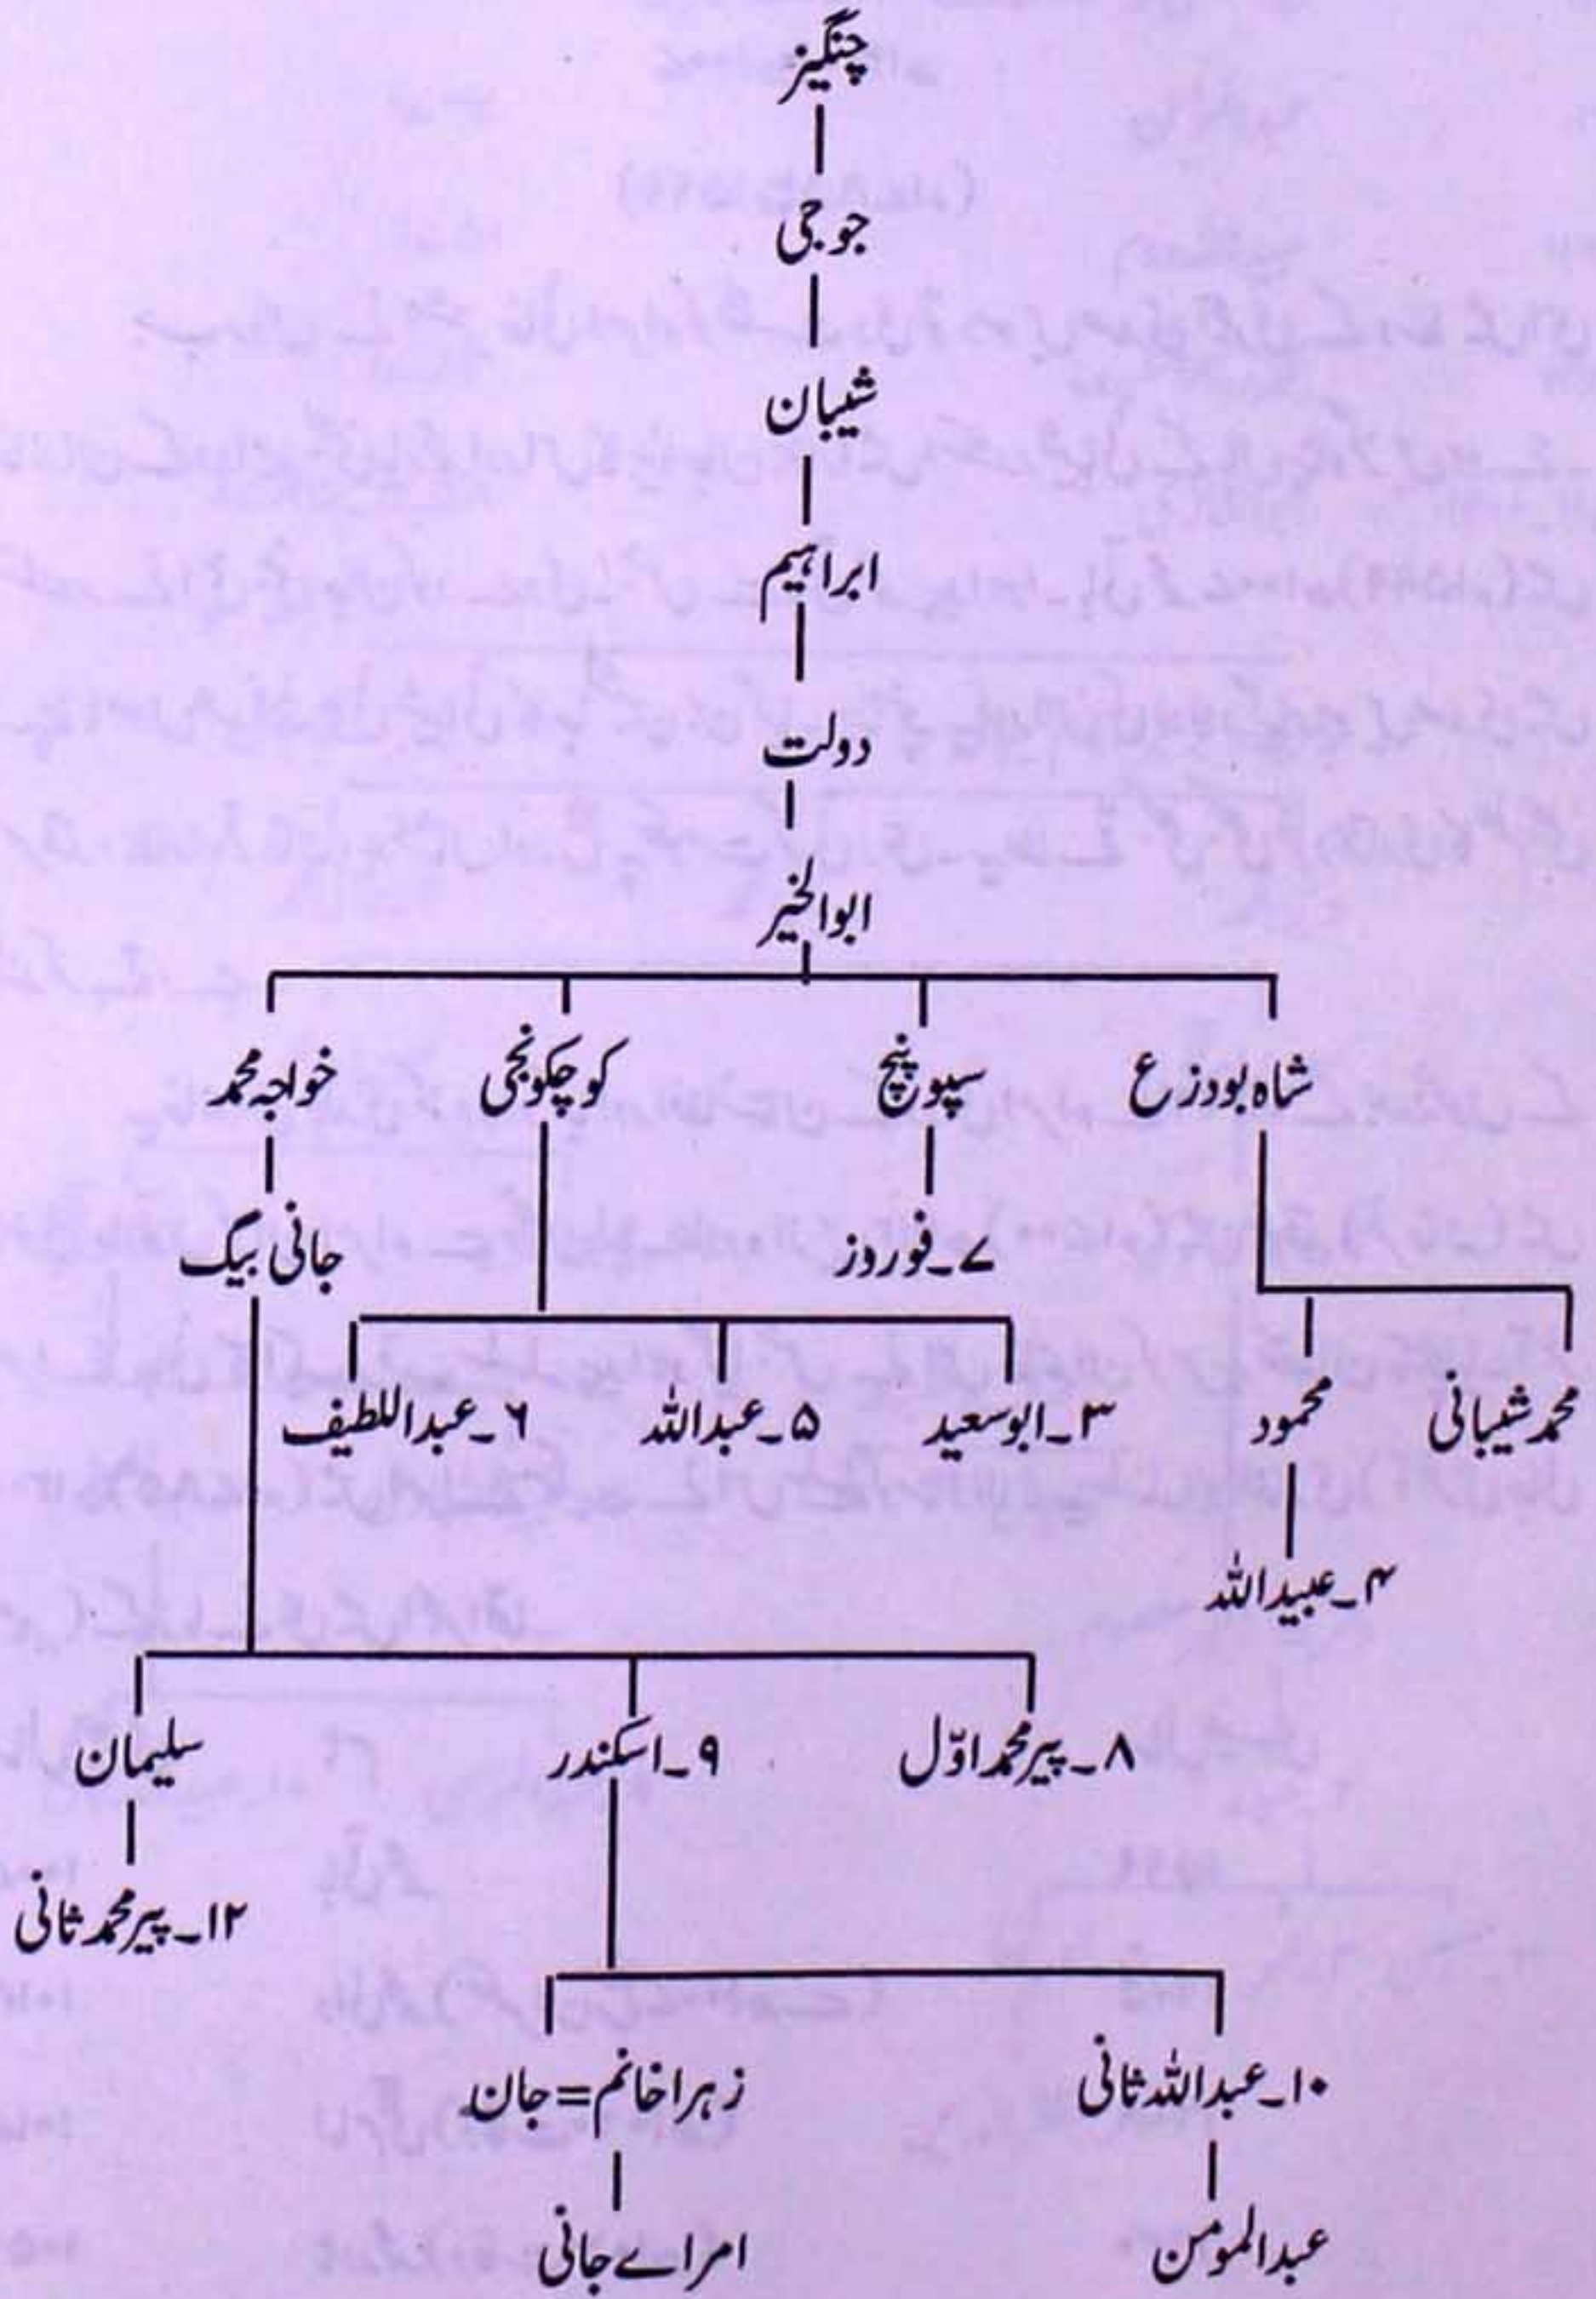 چنگیز
جوجی
شیبان
ابراہیم
دولت
ابوالخیر
شاہ بودزع
سیونچ
کوچکونجی
خواجہ محمد
۷۔فوروز
جانی بیگ
محمد شیبانی
محمود
۳۔ابوسعید
۵۔عبداللہ
۶۔عبداللطیف
۴۔عبیداللہ
۸۔پیر محمد اوّل
۹۔اسکندر
سلیمان
۱۲۔پیر محمد ثانی
۱۰۔عبداللہ ثانی
زہرا خانم=جان
عبدالمومن
امراے جانی